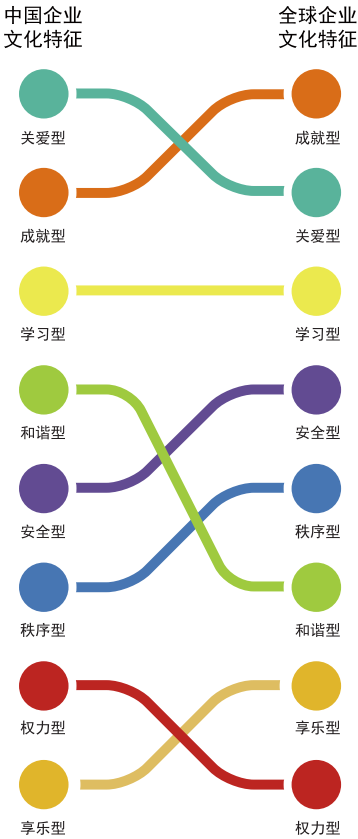 中国企业
文化特征
全球企业
文化特征
关爱型
成就型
成就型
关爱型
学习型
学习型
和谐型
安全型
安全型
秩序型
秩序型
和谐型
权力型
享乐型
享乐型
权力型